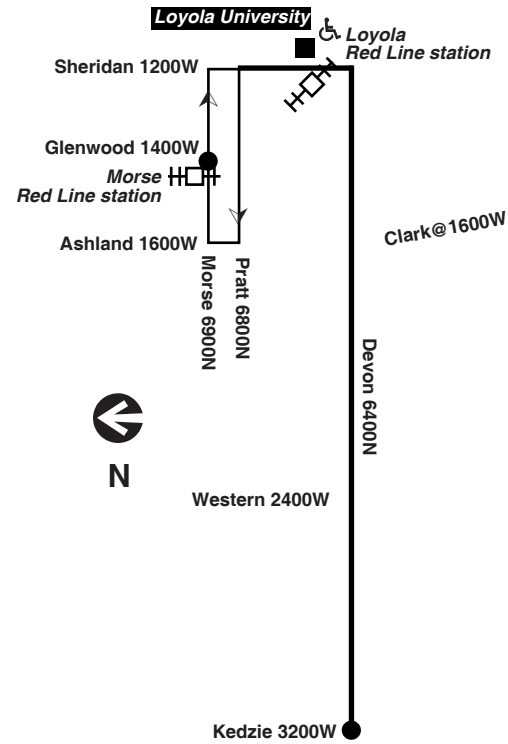 Loyola University
Loyola
Red Line station
Sheridan 1200W
Glenwood 1400W
Morse
Red Line station
Ashland 1600W
Clark@1600W
Morse 6900N
Pratt 6800N
Devon 6400N
N
Western 2400W
Kedzie 3200W